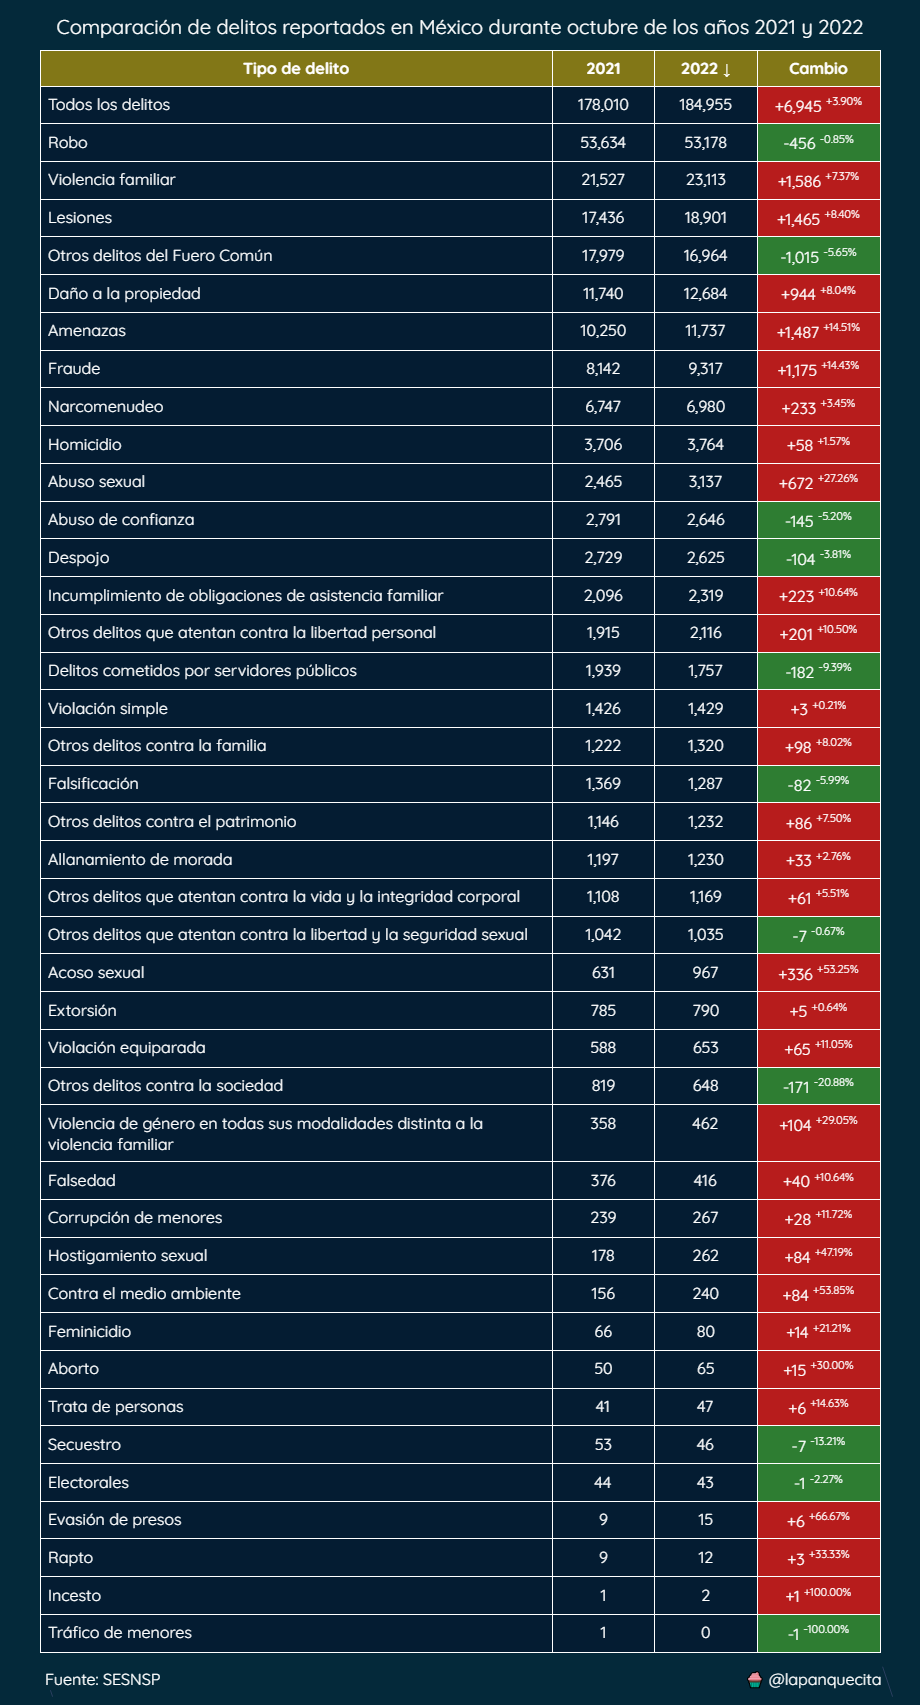 Comparación de delitos reportados en México durante octubre de los años 2021 y 2022
Tipo de delito 2021 2022 ↓ Cambio
Todos los delitos 178,010 184,955 +6,945 +3.90%
Robo 53,634 53,178 -456 -0.85%
Violencia familiar 21,527 23,113 +1,586 +7.37%
Lesiones 17,436 18,901 +1,465 +8.40%
Otros delitos del Fuero Común 17,979 16,964 -1,015 -5.65%
Daño a la propiedad 11,740 12,684 +944 +8.04%
Amenazas 10,250 11,737 +1,487 +14.51%
Fraude 8,142 9,317 +1,175 +14.43%
Narcomenudeo 6,747 6,980 +233 +3.45%
Homicidio 3,706 3,764 +58 +1.57%
Abuso sexual 2,465 3,137 +672 +27.26%
Abuso de confianza 2,791 2,646 -145 -5.20%
Despojo 2,729 2,625 -104 -3.81%
Incumplimiento de obligaciones de asistencia familiar 2,096 2,319 +223 +10.64%
Otros delitos que atentan contra la libertad personal 1,915 2,116 +201 +10.50%
Delitos cometidos por servidores públicos 1,939 1,757 -182 -9.39%
Violación simple 1,426 1,429 +3 +0.21%
Otros delitos contra la familia 1,222 1,320 +98 +8.02%
Falsificación 1,369 1,287 -82 -5.99%
Otros delitos contra el patrimonio 1,146 1,232 +86 +7.50%
Allanamiento de morada 1,197 1,230 +33 +2.76%
Otros delitos que atentan contra la vida y la integridad corporal 1,108 1,169 +61 +5.51%
Otros delitos que atentan contra la libertad y la seguridad sexual 1,042 1,035 -7 -0.67%
Acoso sexual 631 967 +336 +53.25%
Extorsión 785 790 +5 +0.64%
Violación equiparada 588 653 +65 +11.05%
Otros delitos contra la sociedad 819 648 -171 -20.88%
Violencia de género en todas sus modalidades distinta a la 358 462 +104 +29.05%
violencia familiar
Falsedad 376 416 +40 +10.64%
Corrupción de menores 239 267 +28 +11.72%
Hostigamiento sexual 178 262 +84 +47.19%
Contra el medio ambiente 156 240 +84 +53.85%
Feminicidio 66 80 +14 +21.21%
Aborto 50 65 +15 +30.00%
Trata de personas 41 47 +6 +14.63%
Secuestro 53 46 -7 -13.21%
Electorales 44 43 -1 -2.27%
Evasión de presos 9 15 +6 +66.67%
Rapto 9 12 +3 +33.33%
Incesto 1 2 +1 +100.00%
Tráfico de menores 1 0 -1 -100.00%
Fuente: SESNSP @lapanquecita